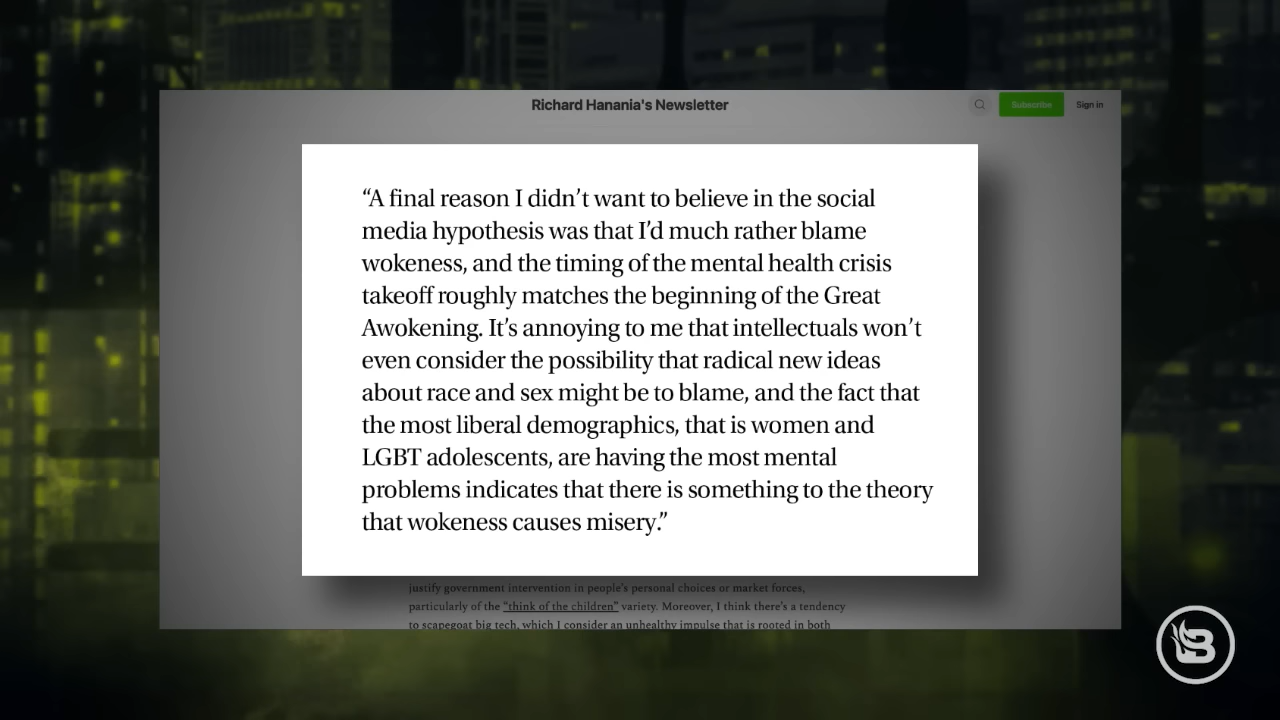 Richard Hanania's Newsletter
Subscribe
Sign in
“A final reason I didn’t want to believe in the social
media hypothesis was that I’d much rather blame
wokeness, and the timing of the mental health crisis
takeoff roughly matches the beginning of the Great
Awokening. It’s annoying to me that intellectuals won’t
even consider the possibility that radical new ideas
about race and sex might be to blame, and the fact that
the most liberal demographics, that is women and
LGBT adolescents, are having the most mental
problems indicates that there is something to the theory
that wokeness causes misery.”
justify government intervention in people's personal choices or market forces,
particularly of the “think of the children” variety. Moreover, I think there's a tendency
to scapegoat big tech, which I consider an unhealthy impulse that is rooted in both
B